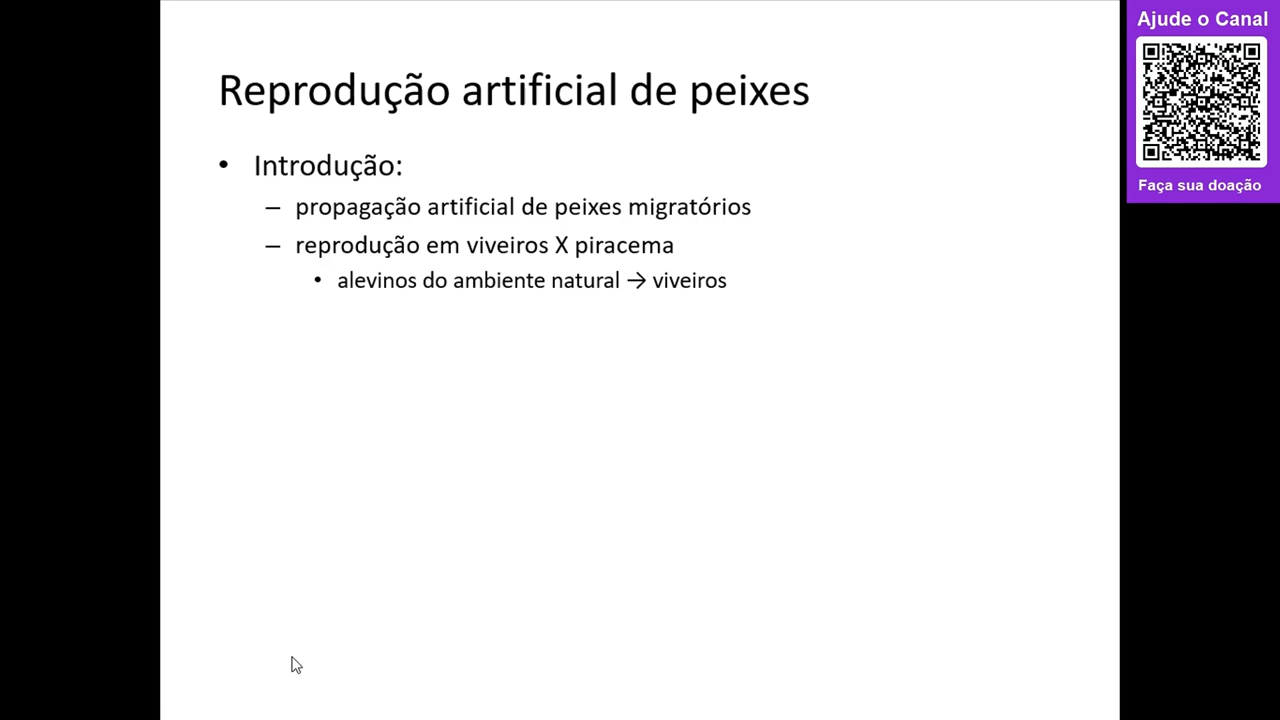 Reprodução artificial de peixes
• Introdução:
– propagação artificial de peixes migratórios
– reprodução em viveiros X piracema
• alevinos do ambiente natural → viveiros
Ajude o Canal
Faça sua doação